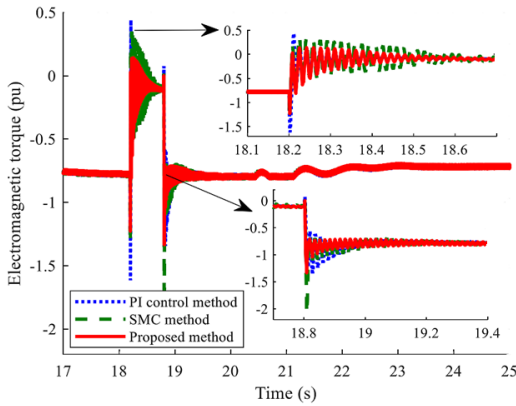 0.5
0
-0.5
-1
-1.5
-2
Electromagnetic torque (pu)
17 18 19 20 21 22 23 24 25
Time (s)
0.5
0
-0.5
-1
-1.5
18.1 18.2 18.3 18.4 18.5 18.6
0
-0.5
-1
-1.5
-2
18.8 19 19.2 19.4
PI control method
SMC method
Proposed method